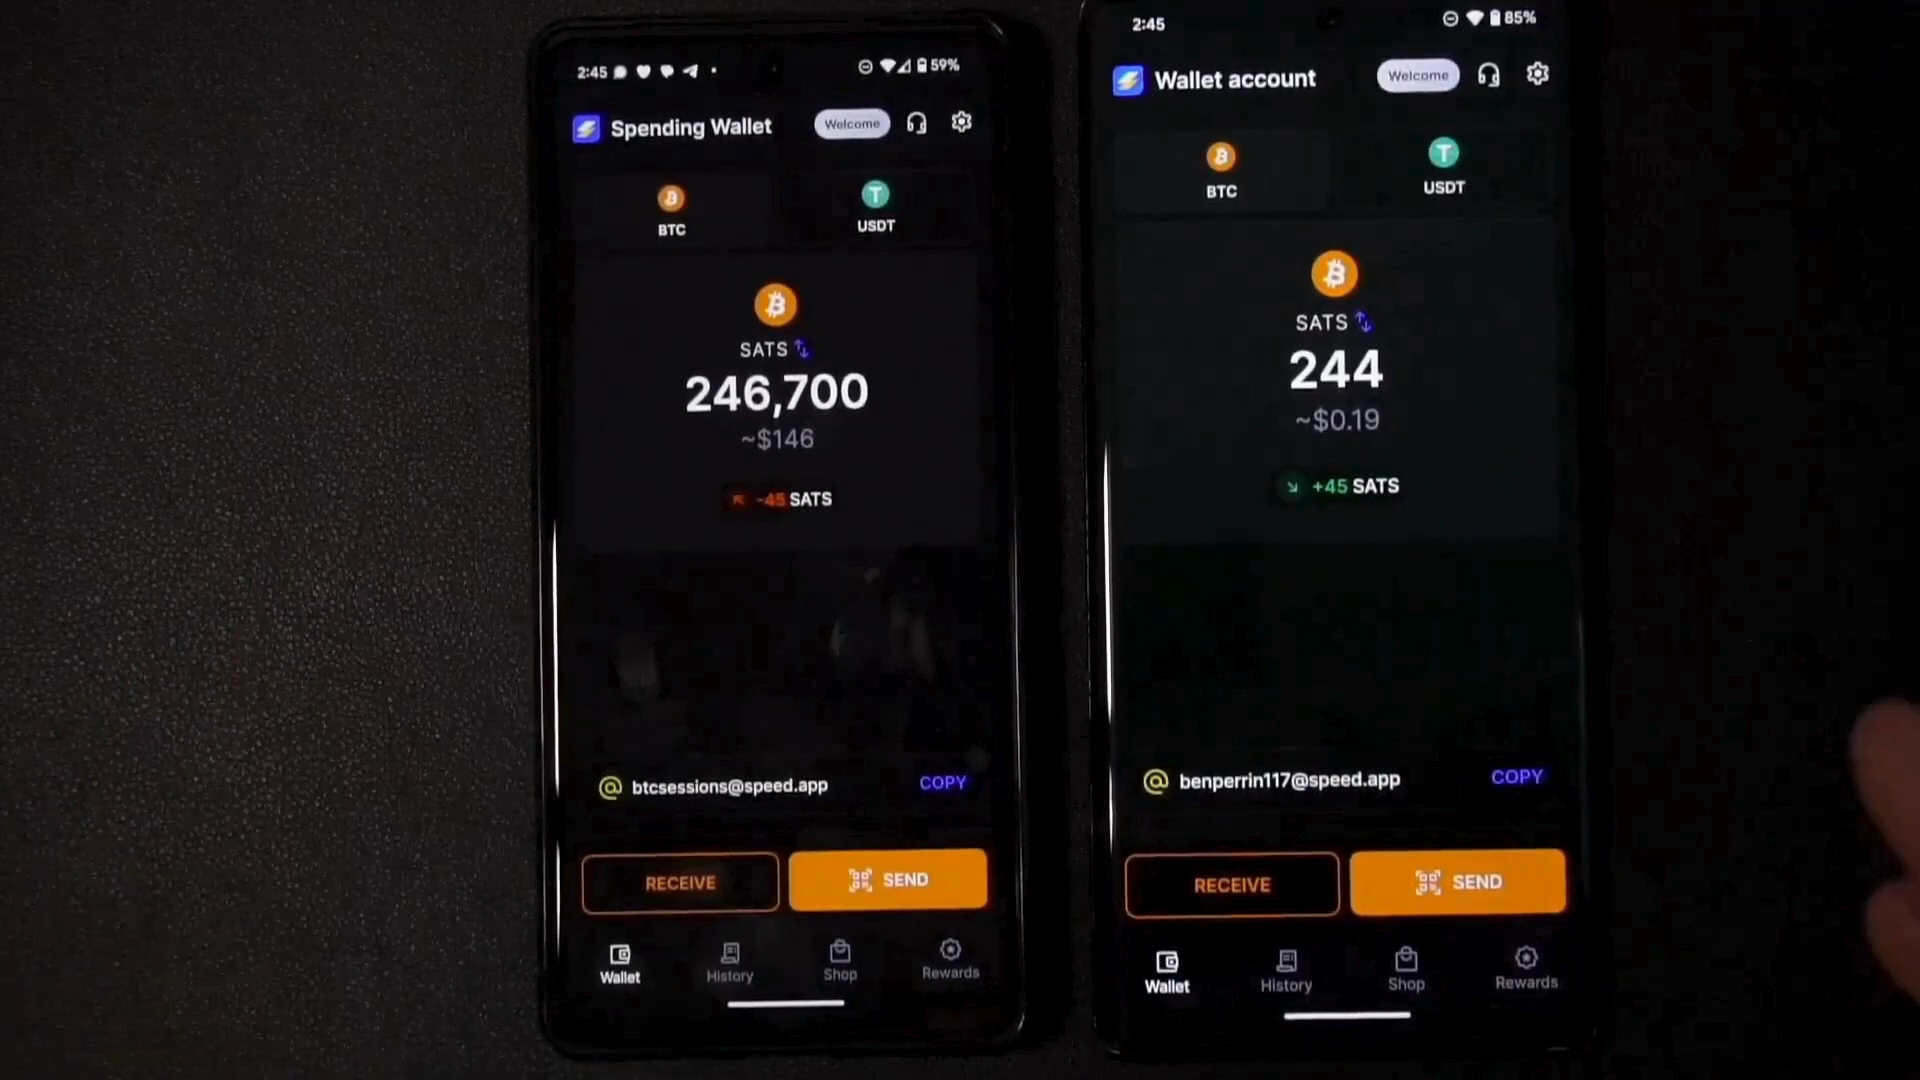 2:45
59%
Spending Wallet
Welcome
BTC
USDT
SATS
246,700
~$146
-45 SATS
btcsessions@speed.app
COPY
RECEIVE
SEND
Wallet
History
Shop
Rewards
2:45
85%
Wallet account
Welcome
BTC
USDT
SATS
244
~$0.19
+45 SATS
benperrin117@speed.app
COPY
RECEIVE
SEND
Wallet
History
Shop
Rewards